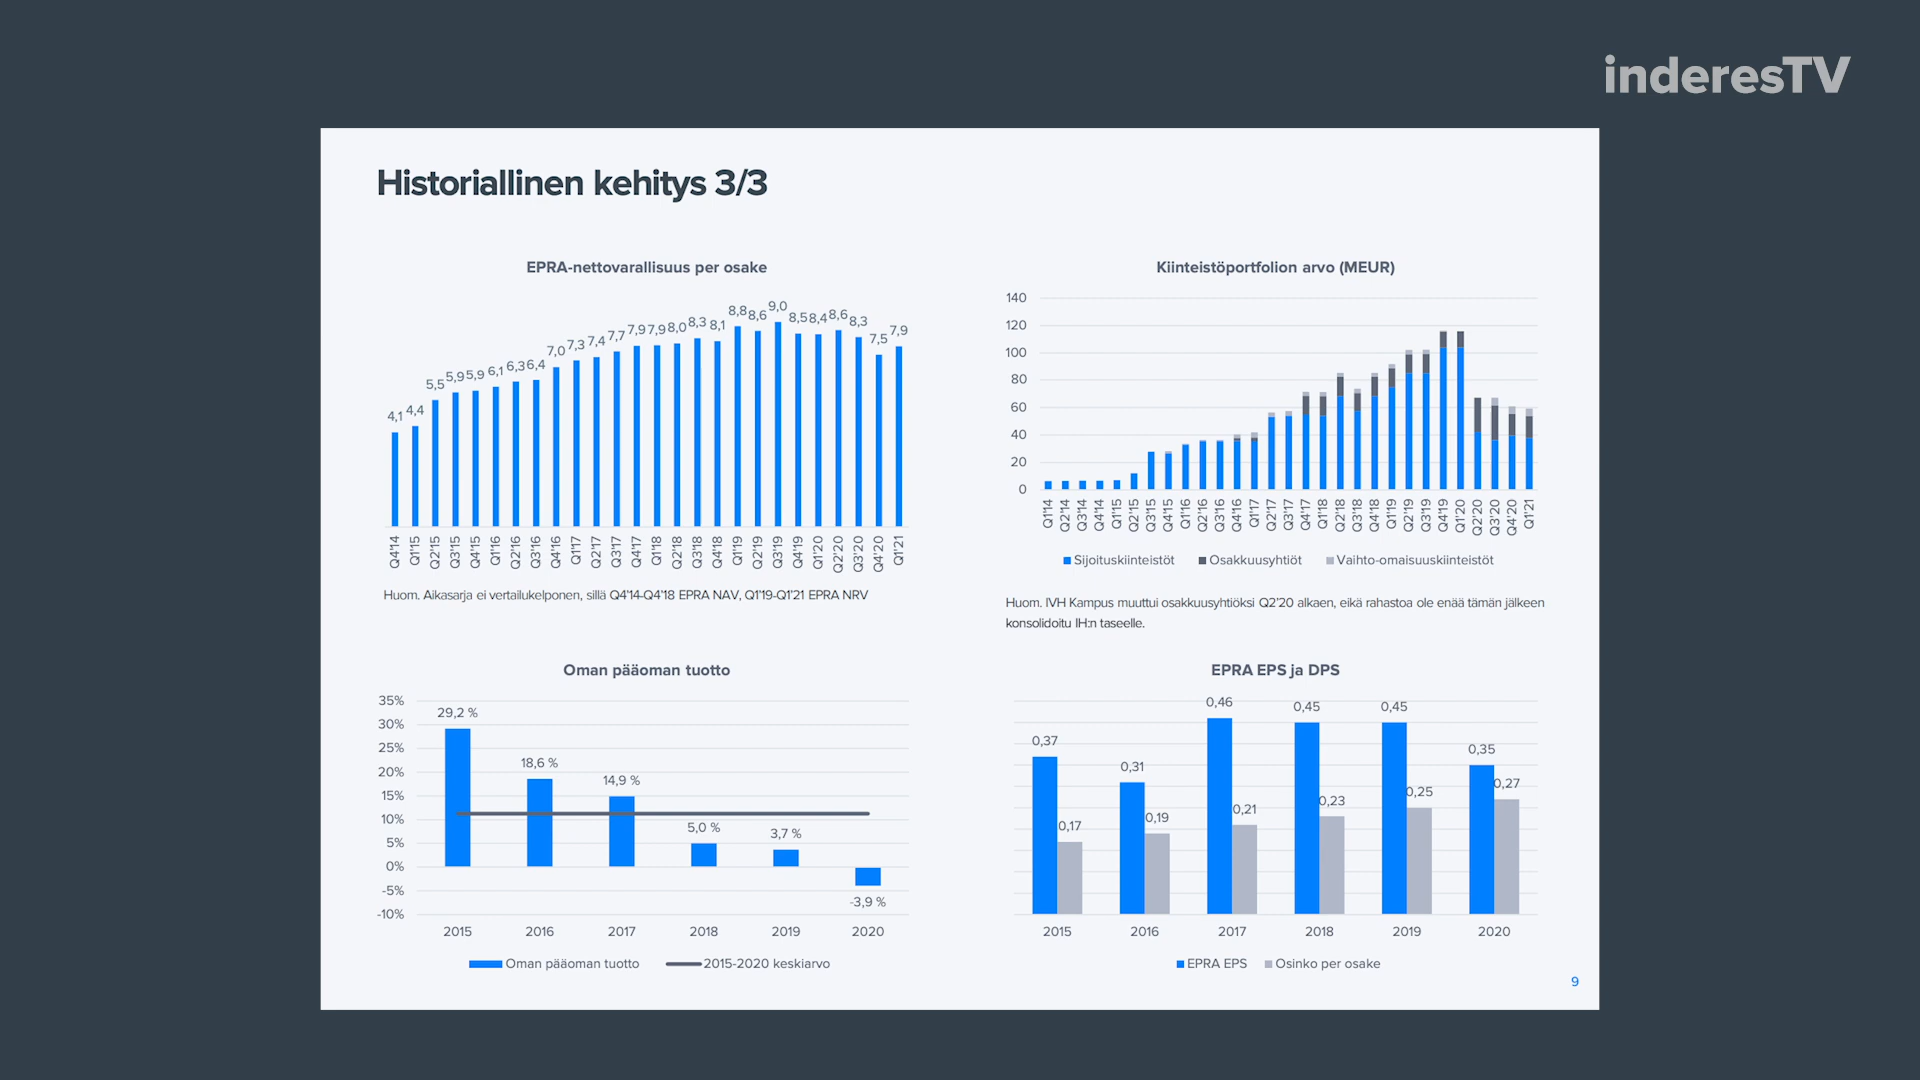 inderesTV
Historiallinen kehitys 3/3
EPRA-nettovarallisuus per osake
4,1 4,4 5,5 5,9 5,9 6,1 6,3 6,4 7,0 7,3 7,4 7,7 7,9 7,9 8,0 8,3 8,1 8,8 8,6 9,0 8,5 8,4 8,6 8,3 7,5 7,9
Q4'14 Q1'15 Q2'15 Q3'15 Q4'15 Q1'16 Q2'16 Q3'16 Q4'16 Q1'17 Q2'17 Q3'17 Q4'17 Q1'18 Q2'18 Q3'18 Q4'18 Q1'19 Q2'19 Q3'19 Q4'19 Q1'20 Q2'20 Q3'20 Q4'20 Q1'21
Huom. Aikasarja ei vertailukelponen, sillä Q4'14-Q4'18 EPRA NAV, Q1'19-Q1'21 EPRA NRV
Kiinteistöportfolion arvo (MEUR)
140
120
100
80
60
40
20
0
Q1'14 Q2'14 Q3'14 Q4'14 Q1'15 Q2'15 Q3'15 Q4'15 Q1'16 Q2'16 Q3'16 Q4'16 Q1'17 Q2'17 Q3'17 Q4'17 Q1'18 Q2'18 Q3'18 Q4'18 Q1'19 Q2'19 Q3'19 Q4'19 Q1'20 Q2'20 Q3'20 Q4'20 Q1'21
Sijoituskiinteistöt Osakkuusyhtiöt Vaihto-omaisuuskiinteistöt
Huom. IVH Kampus muuttui osakkuusyhtiöksi Q2'20 alkaen, eikä rahastoa ole enää tämän jälkeen
konsolidoitu IH:n taseelle.
Oman pääoman tuotto
35%
30%
25%
20%
15%
10%
5%
0%
-5%
-10%
29,2 % 18,6 % 14,9 % 5,0 % 3,7 % -3,9 %
2015 2016 2017 2018 2019 2020
Oman pääoman tuotto 2015-2020 keskiarvo
EPRA EPS ja DPS
0,37 0,31 0,46 0,45 0,45 0,35
0,17 0,19 0,21 0,23 0,25 0,27
2015 2016 2017 2018 2019 2020
EPRA EPS Osinko per osake
9